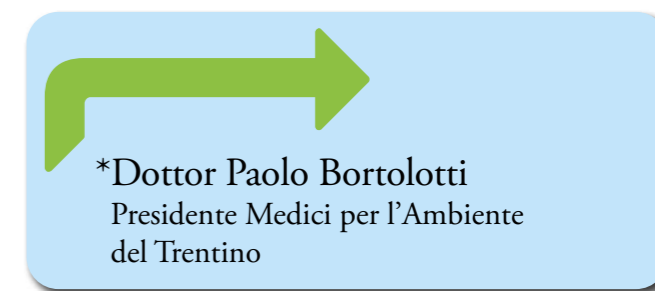 *Dottor Paolo Bortolotti
Presidente Medici per l’Ambiente
del Trentino